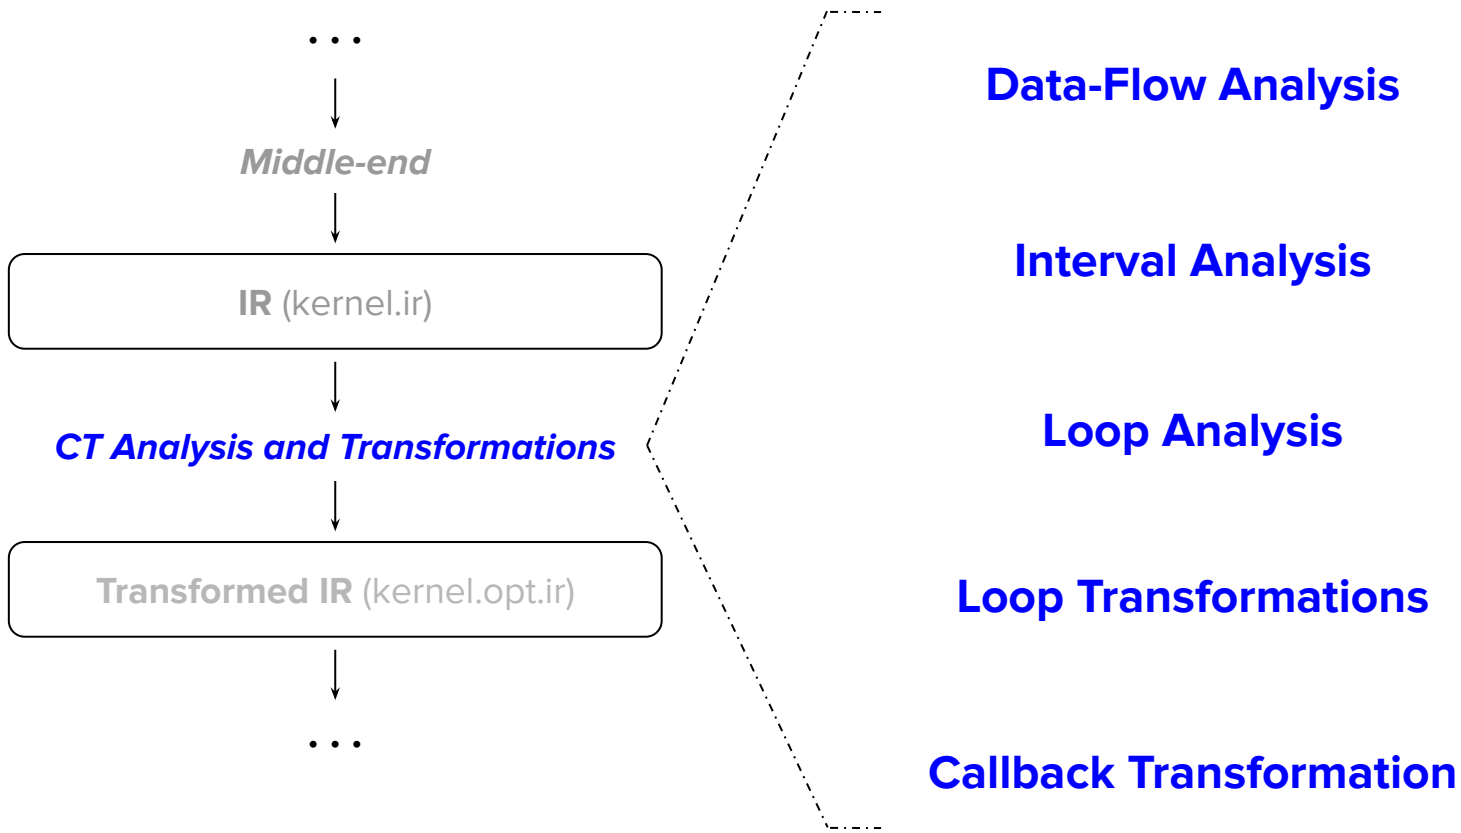 ...
Middle-end
IR (kernel.ir)
CT Analysis and Transformations
Transformed IR (kernel.opt.ir)
...
Data-Flow Analysis
Interval Analysis
Loop Analysis
Loop Transformations
Callback Transformation